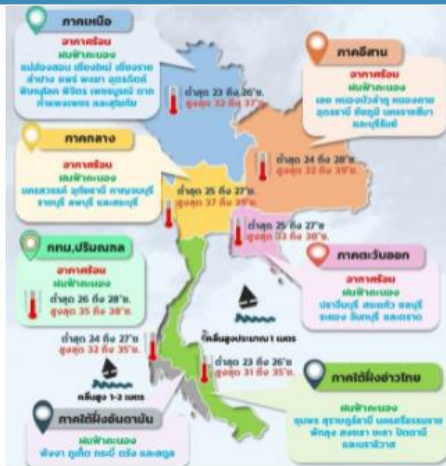 ภาคเหนือ
อากาศร้อน
ฝนฟ้าคะนอง
แม่ฮ่องสอน เชียงใหม่ เชียงราย
ลำปาง แพร่ พะเยา อุตรดิตถ์
พิษณุโลก พิจิตร เพชรบูรณ์ ตาก
กำแพงเพชร และสุโขทัย
ต่ำสุด 23 ถึง 26°ซ.
สูงสุด 32 ถึง 37°ซ.
ภาคอีสาน
อากาศร้อน
ฝนฟ้าคะนอง
เลย หนองบัวลำภู หนองคาย
อุดรธานี ชัยภูมิ นครราชสีมา
และบุรีรัมย์
ต่ำสุด 24 ถึง 28°ซ.
สูงสุด 32 ถึง 39°ซ.
ภาคกลาง
อากาศร้อน
ฝนฟ้าคะนอง
นครสวรรค์ อุทัยธานี กาญจนบุรี
ราชบุรี ลพบุรี และสระบุรี
ต่ำสุด 25 ถึง 27°ซ.
สูงสุด 37 ถึง 39°ซ.
กทม,ปริมณฑล
อากาศร้อน
ฝนฟ้าคะนอง
ต่ำสุด 26 ถึง 28°ซ.
สูงสุด 35 ถึง 38°ซ.
ต่ำสุด 25 ถึง 27°ซ
สูงสุด 33 ถึง 38°ซ.
ภาคตะวันออก
อากาศร้อน
ฝนฟ้าคะนอง
ปราจีนบุรี สระแก้ว ชลบุรี
ระยอง จันทบุรี และตราด
คลื่นสูงประมาณ 1 เมตร
ต่ำสุด 24 ถึง 27°ซ
สูงสุด 32 ถึง 35°ซ.
คลื่นสูง 1-2 เมตร
ต่ำสุด 23 ถึง 26°ซ
สูงสุด 31 ถึง 35°ซ.
ภาคใต้ฝั่งอันดามัน
ฝนฟ้าคะนอง
พังงา ภูเก็ต กระบี่ ตรัง และสตูล
ภาคใต้ฝั่งอ่าวไทย
ฝนฟ้าคะนอง
ชุมพร สุราษฎร์ธานี นครศรีธรรมราช
พัทลุง สงขลา ยะลา ปัตตานี
และนราธิวาส